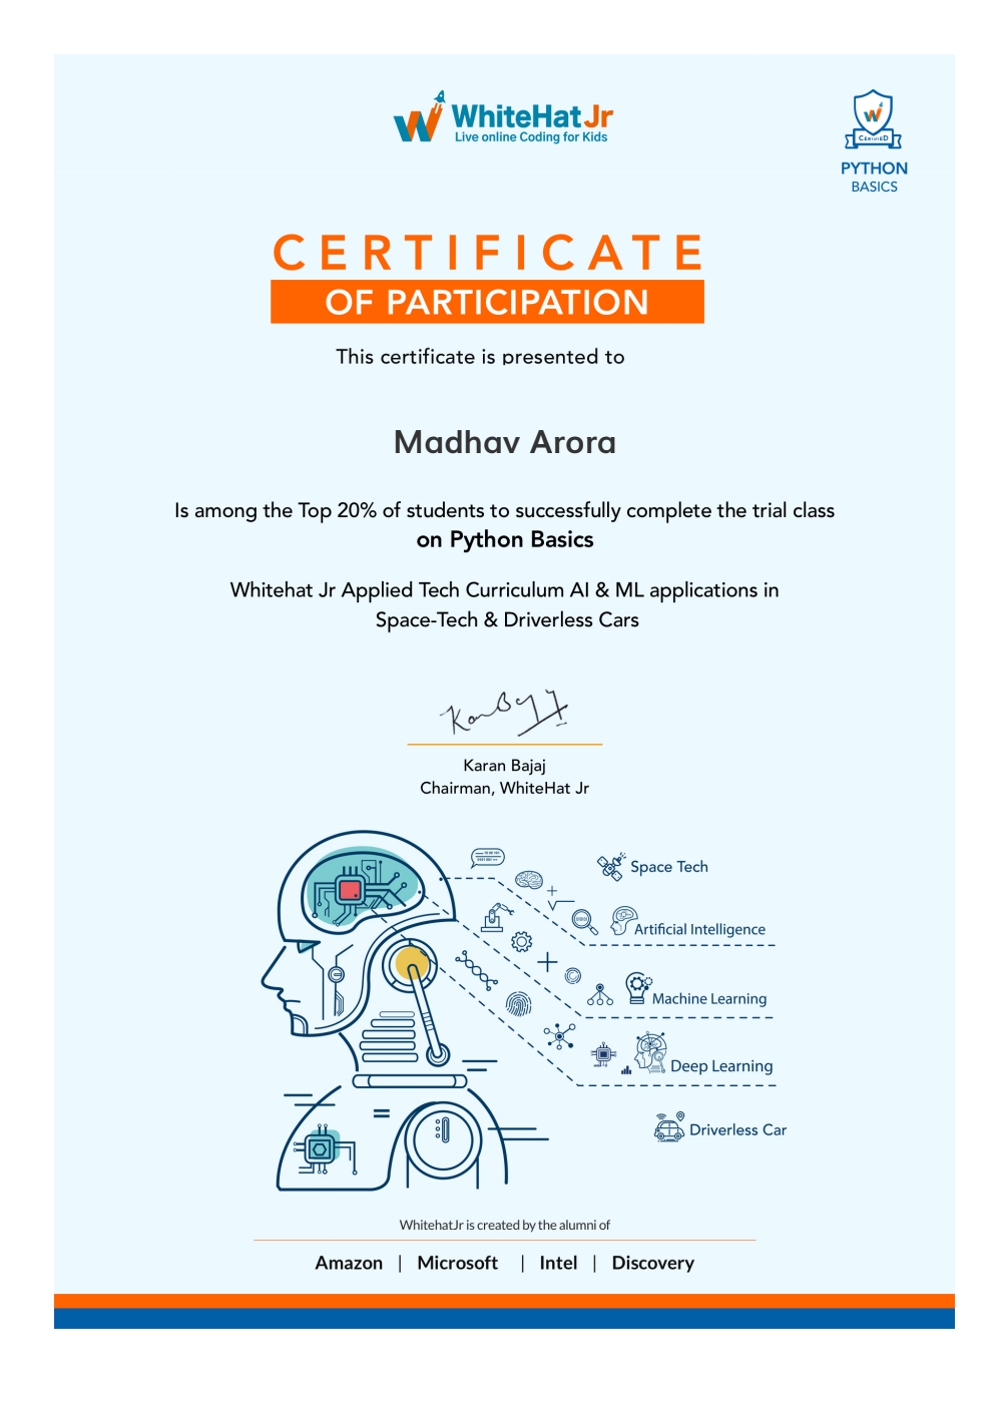 WhiteHat Jr
Live online Coding for Kids
CERTIFIED
PYTHON
BASICS
CERTIFICATE
OF PARTICIPATION
This certificate is presented to
Madhav Arora
Is among the Top 20% of students to successfully complete the trial class
on Python Basics
Whitehat Jr Applied Tech Curriculum AI & ML applications in
Space-Tech & Driverless Cars
Karan Bajaj
Chairman, WhiteHat Jr
Space Tech
Artificial Intelligence
Machine Learning
Deep Learning
Driverless Car
WhitehatJr is created by the alumni of
Amazon | Microsoft | Intel | Discovery